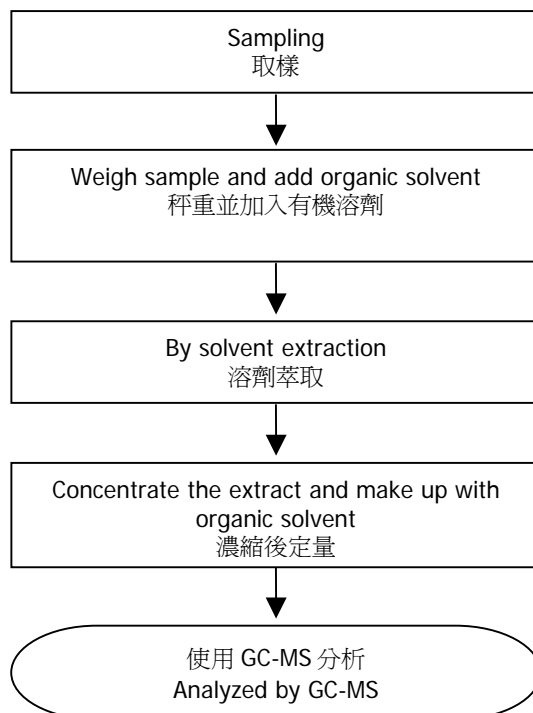 Sampling
取樣
Weigh sample and add organic solvent
秤重並加入有機溶劑
By solvent extraction
溶劑萃取
Concentrate the extract and make up with
organic solvent
濃縮後定量
使用 GC-MS 分析
Analyzed by GC-MS